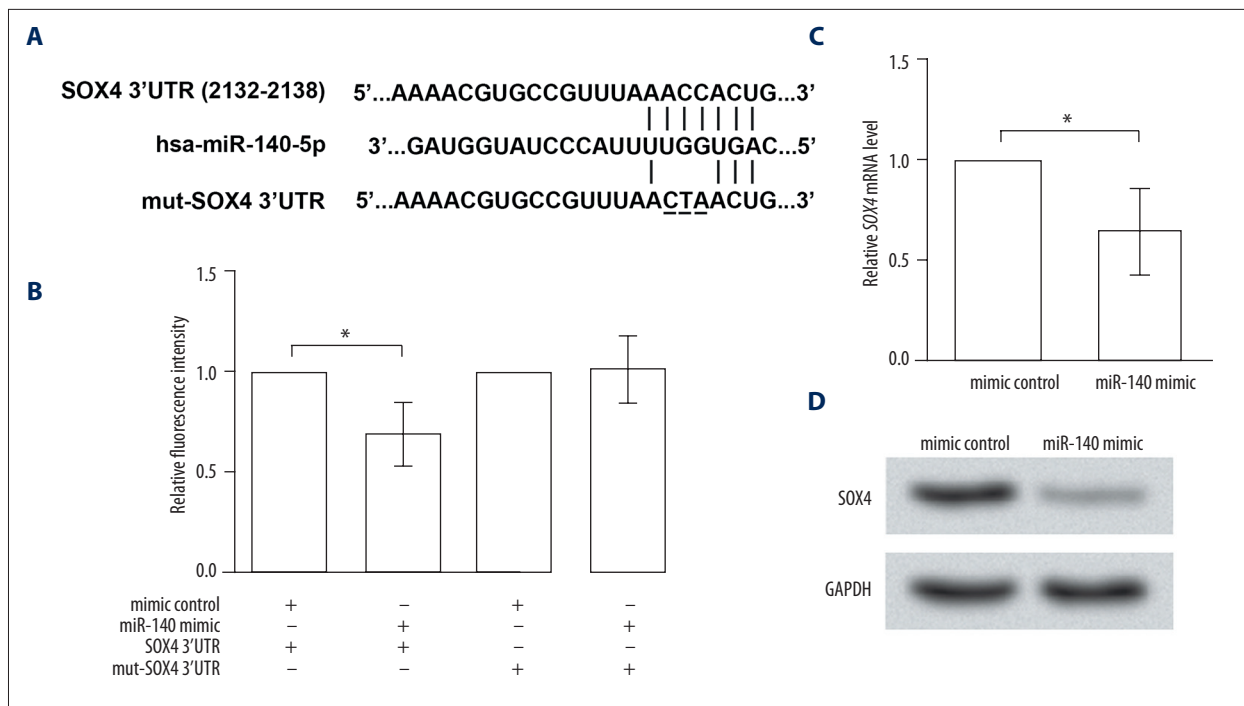 A
SOX4 3'UTR (2132-2138) 5'...AAAACGUGCCGUUUAAACCACUG...3'
hsa-miR-140-5p 3'...GAUGGUAUCCCAUUUUGGUGAC...5'
mut-SOX4 3'UTR 5'...AAAACGUGCCGUUUAACTAACUG...3'
B
Relative fluorescence intensity
1.5
1.0
0.5
0.0
*
mimic control + – + –
miR-140 mimic – + – +
SOX4 3'UTR + + – –
mut-SOX4 3'UTR – – + +
C
Relative SOX4 mRNA level
1.5
1.0
0.5
0.0
*
mimic control miR-140 mimic
D
mimic control miR-140 mimic
SOX4
GAPDH